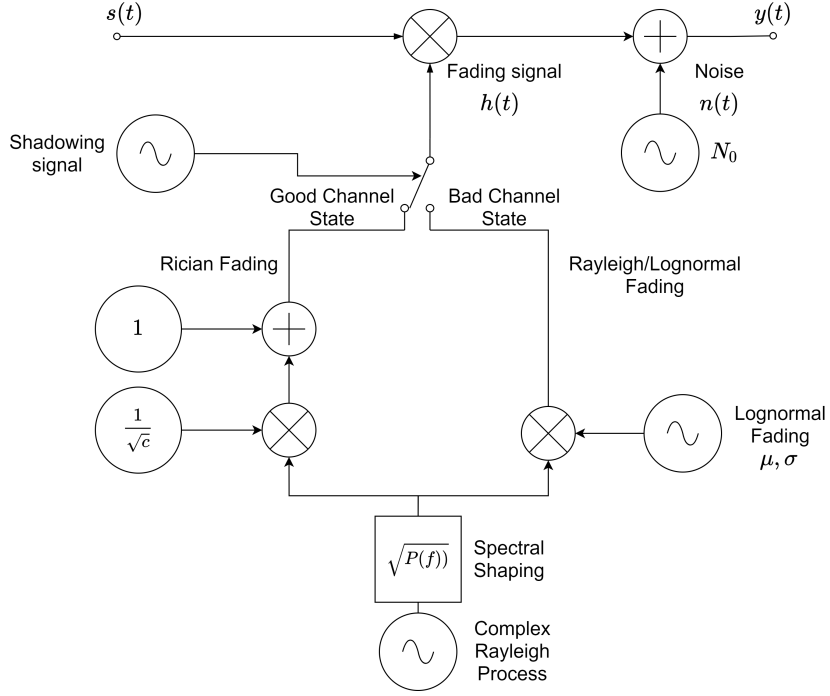 s(t)
y(t)
Fading signal
h(t)
Noise
n(t)
Shadowing
signal
N₀
Good Channel
State
Bad Channel
State
Rician Fading
Rayleigh/Lognormal
Fading
1
1/√c
Lognormal
Fading
μ, σ
√P(f))
Spectral
Shaping
Complex
Rayleigh
Process